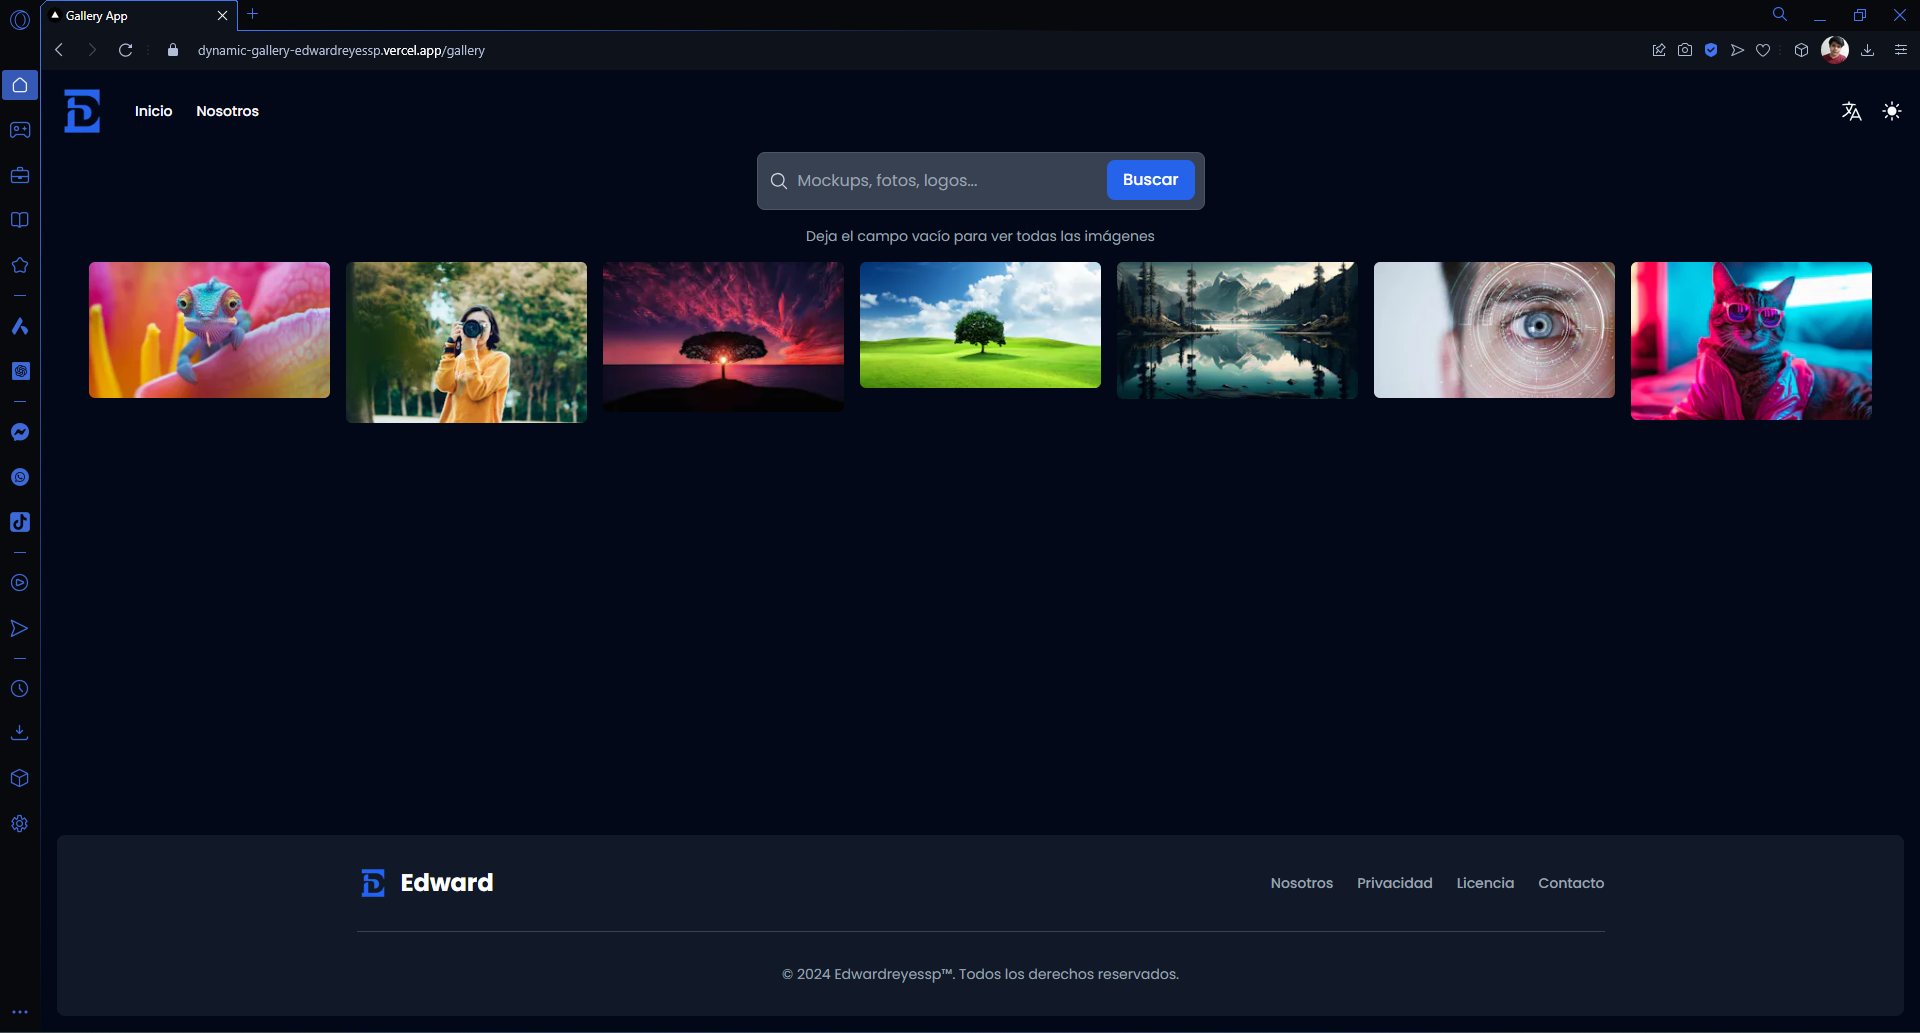 Gallery App
dynamic-gallery-edwardreyessp.vercel.app/gallery
Inicio Nosotros
Mockups, fotos, logos...
Buscar
Deja el campo vacío para ver todas las imágenes
Edward
Nosotros Privacidad Licencia Contacto
© 2024 Edwardreyessp™. Todos los derechos reservados.